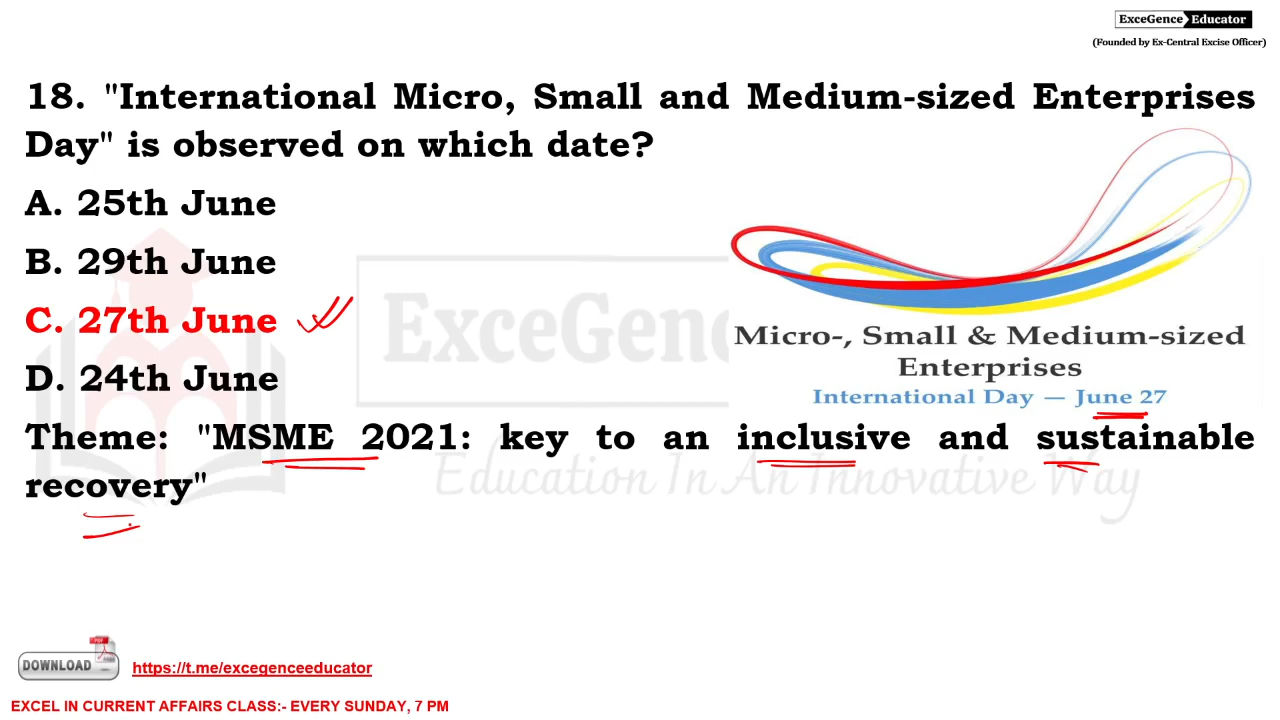 ExceGence Educator
(Founded by Ex-Central Excise Officer)
18. "International Micro, Small and Medium-sized Enterprises
Day" is observed on which date?
A. 25th June
B. 29th June
C. 27th June
D. 24th June
ExceGence
Micro-, Small & Medium-sized
Enterprises
International Day — June 27
Theme: "MSME 2021: key to an inclusive and sustainable
recovery"
Education In An Innovative Way
PDF
DOWNLOAD
https://t.me/excegenceeducator
EXCEL IN CURRENT AFFAIRS CLASS:- EVERY SUNDAY, 7 PM